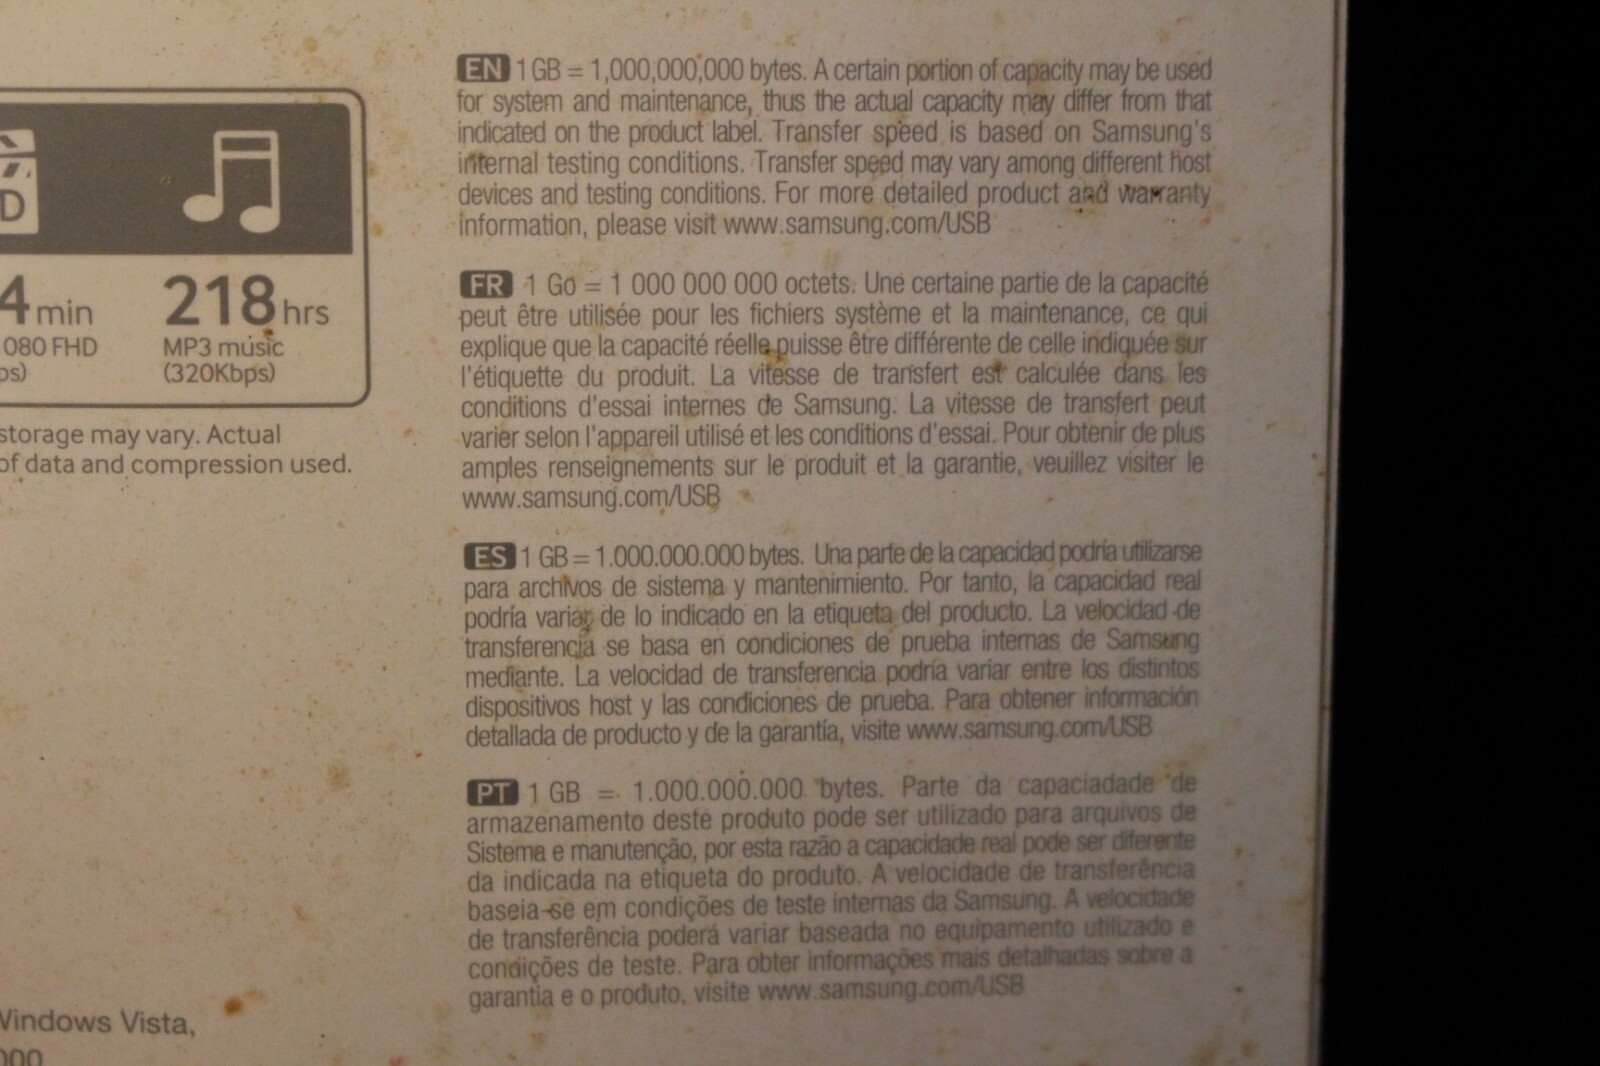 D
4 min
080 FHD
ps)
218 hrs
MP3 music
(320Kbps)
storage may vary. Actual
of data and compression used.
Windows Vista,
000
EN 1 GB = 1,000,000,000 bytes. A certain portion of capacity may be used
for system and maintenance, thus the actual capacity may differ from that
indicated on the product label. Transfer speed is based on Samsung's
internal testing conditions. Transfer speed may vary among different host
devices and testing conditions. For more detailed product and warranty
information, please visit www.samsung.com/USB
FR 1 Go = 1 000 000 000 octets. Une certaine partie de la capacité
peut être utilisée pour les fichiers système et la maintenance, ce qui
explique que la capacité réelle puisse être différente de celle indiquée sur
l'étiquette du produit. La vitesse de transfert est calculée dans les
conditions d'essai internes de Samsung. La vitesse de transfert peut
varier selon l'appareil utilisé et les conditions d'essai. Pour obtenir de plus
amples renseignements sur le produit et la garantie, veuillez visiter le
www.samsung.com/USB
ES 1 GB = 1.000.000.000 bytes. Una parte de la capacidad podría utilizarse
para archivos de sistema y mantenimiento. Por tanto, la capacidad real
podría variar de lo indicado en la etiqueta del producto. La velocidad de
transferencia se basa en condiciones de prueba internas de Samsung
mediante. La velocidad de transferencia podría variar entre los distintos
dispositivos host y las condiciones de prueba. Para obtener información
detallada de producto y de la garantía, visite www.samsung.com/USB
PT 1 GB = 1.000.000.000 bytes. Parte da capaciadade de
armazenamento deste produto pode ser utilizado para arquivos de
Sistema e manutenção, por esta razão a capacidade real pode ser diferente
da indicada na etiqueta do produto. A velocidade de transferência
baseia-se em condições de teste internas da Samsung. A velocidade
de transferência poderá variar baseada no equipamento utilizado e
condições de teste. Para obter informações mais detalhadas sobre a
garantia e o produto, visite www.samsung.com/USB